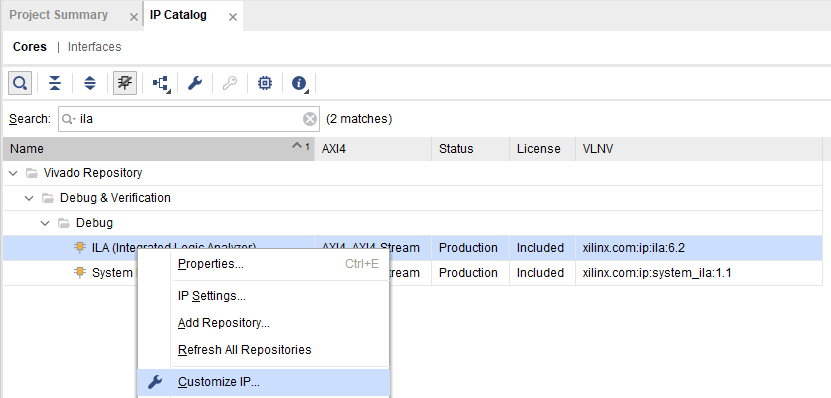 Project Summary × IP Catalog ×
Cores | Interfaces
Search: ila (2 matches)
Name 1 AXI4 Status License VLNV
Vivado Repository
Debug & Verification
Debug
ILA (Integrated Logic Analyzer) AXI4, AXI4-Stream Production Included xilinx.com:ip:ila:6.2
System Stream Production Included xilinx.com:ip:system_ila:1.1
Properties... Ctrl+E
IP Settings...
Add Repository...
Refresh All Repositories
Customize IP...